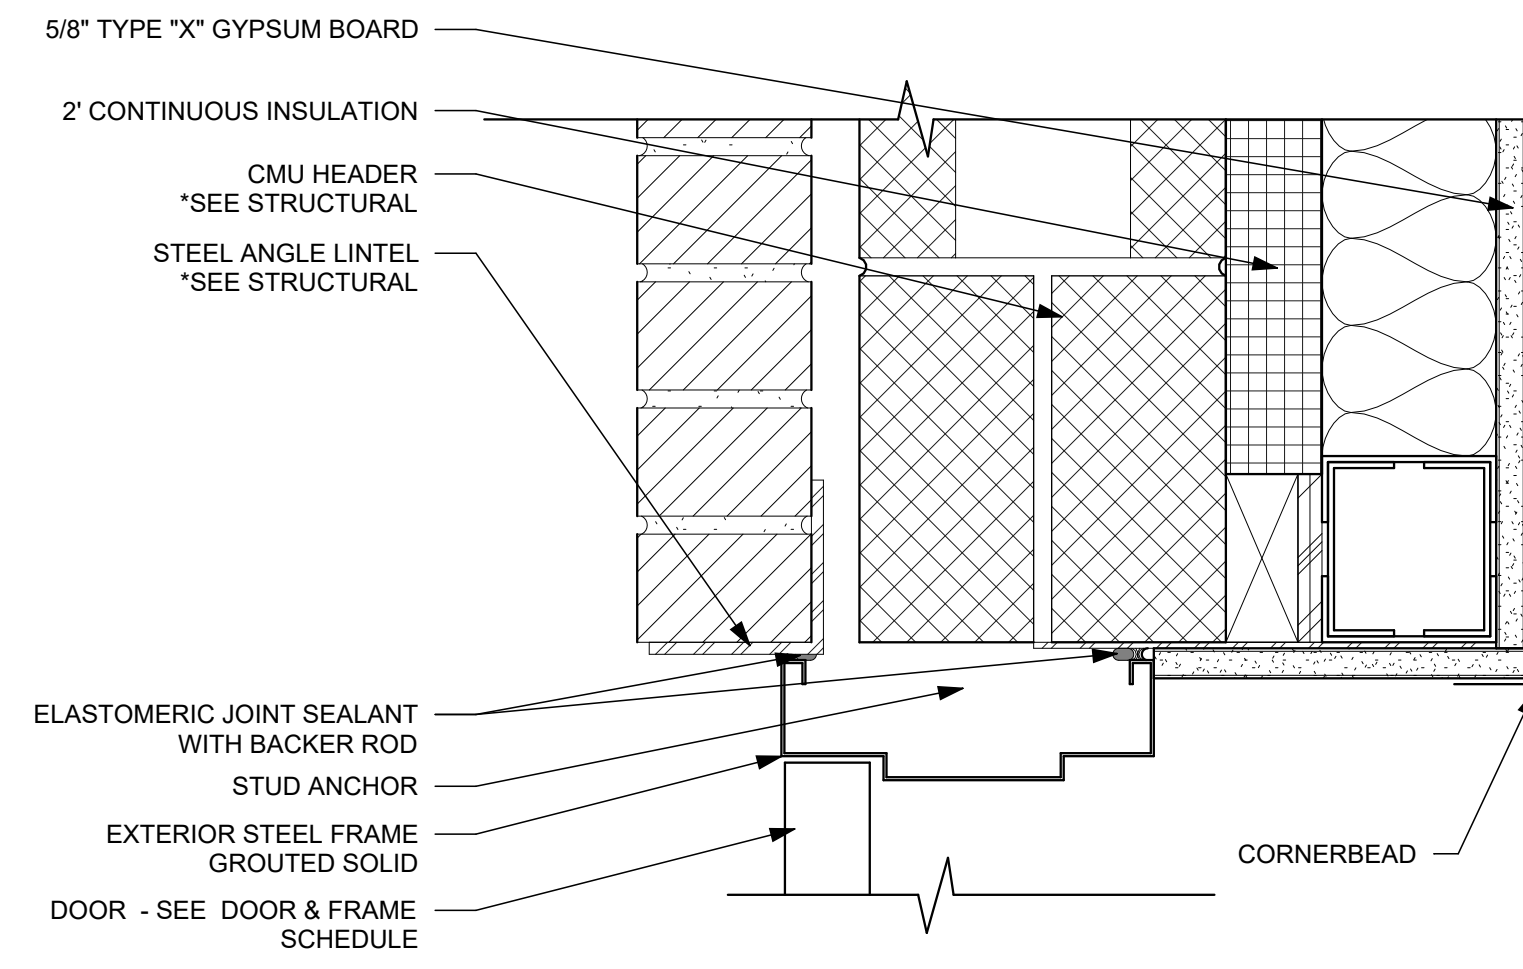 5/8" TYPE "X" GYPSUM BOARD
2' CONTINUOUS INSULATION
CMU HEADER
*SEE STRUCTURAL
STEEL ANGLE LINTEL
*SEE STRUCTURAL
ELASTOMERIC JOINT SEALANT
WITH BACKER ROD
STUD ANCHOR
EXTERIOR STEEL FRAME
GROUTED SOLID
DOOR - SEE DOOR & FRAME
SCHEDULE
CORNERBEAD